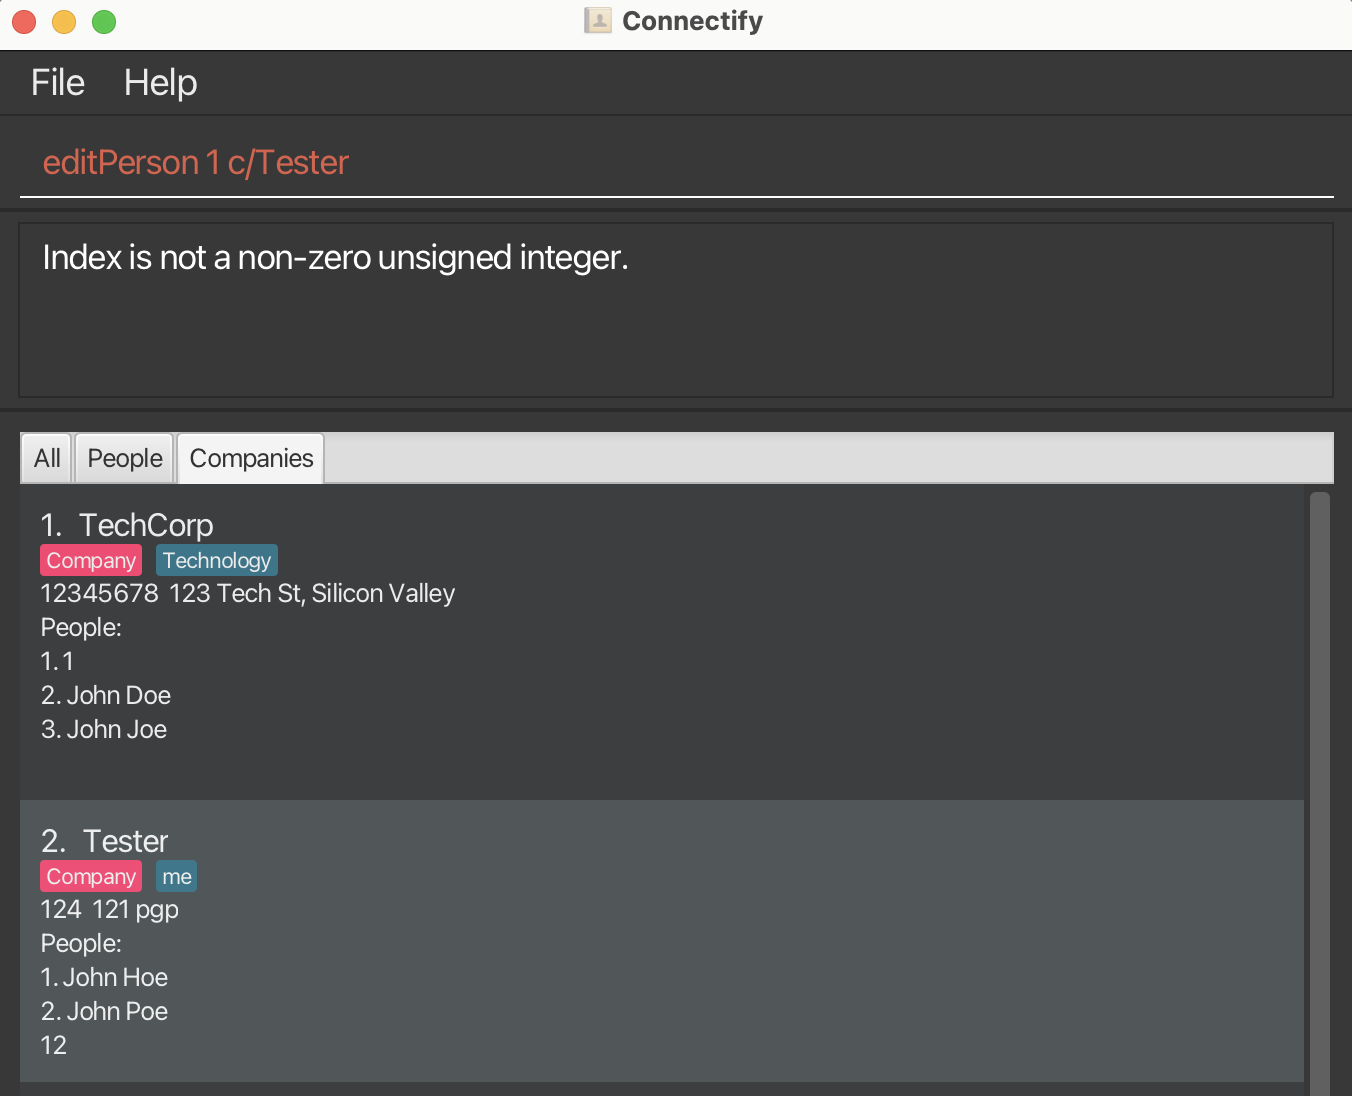 Connectify
File Help
editPerson 1 c/Tester
Index is not a non-zero unsigned integer.
All People Companies
1. TechCorp
Company Technology
12345678 123 Tech St, Silicon Valley
People:
1. 1
2. John Doe
3. John Joe
2. Tester
Company me
124 121 pgp
People:
1. John Hoe
2. John Poe
12